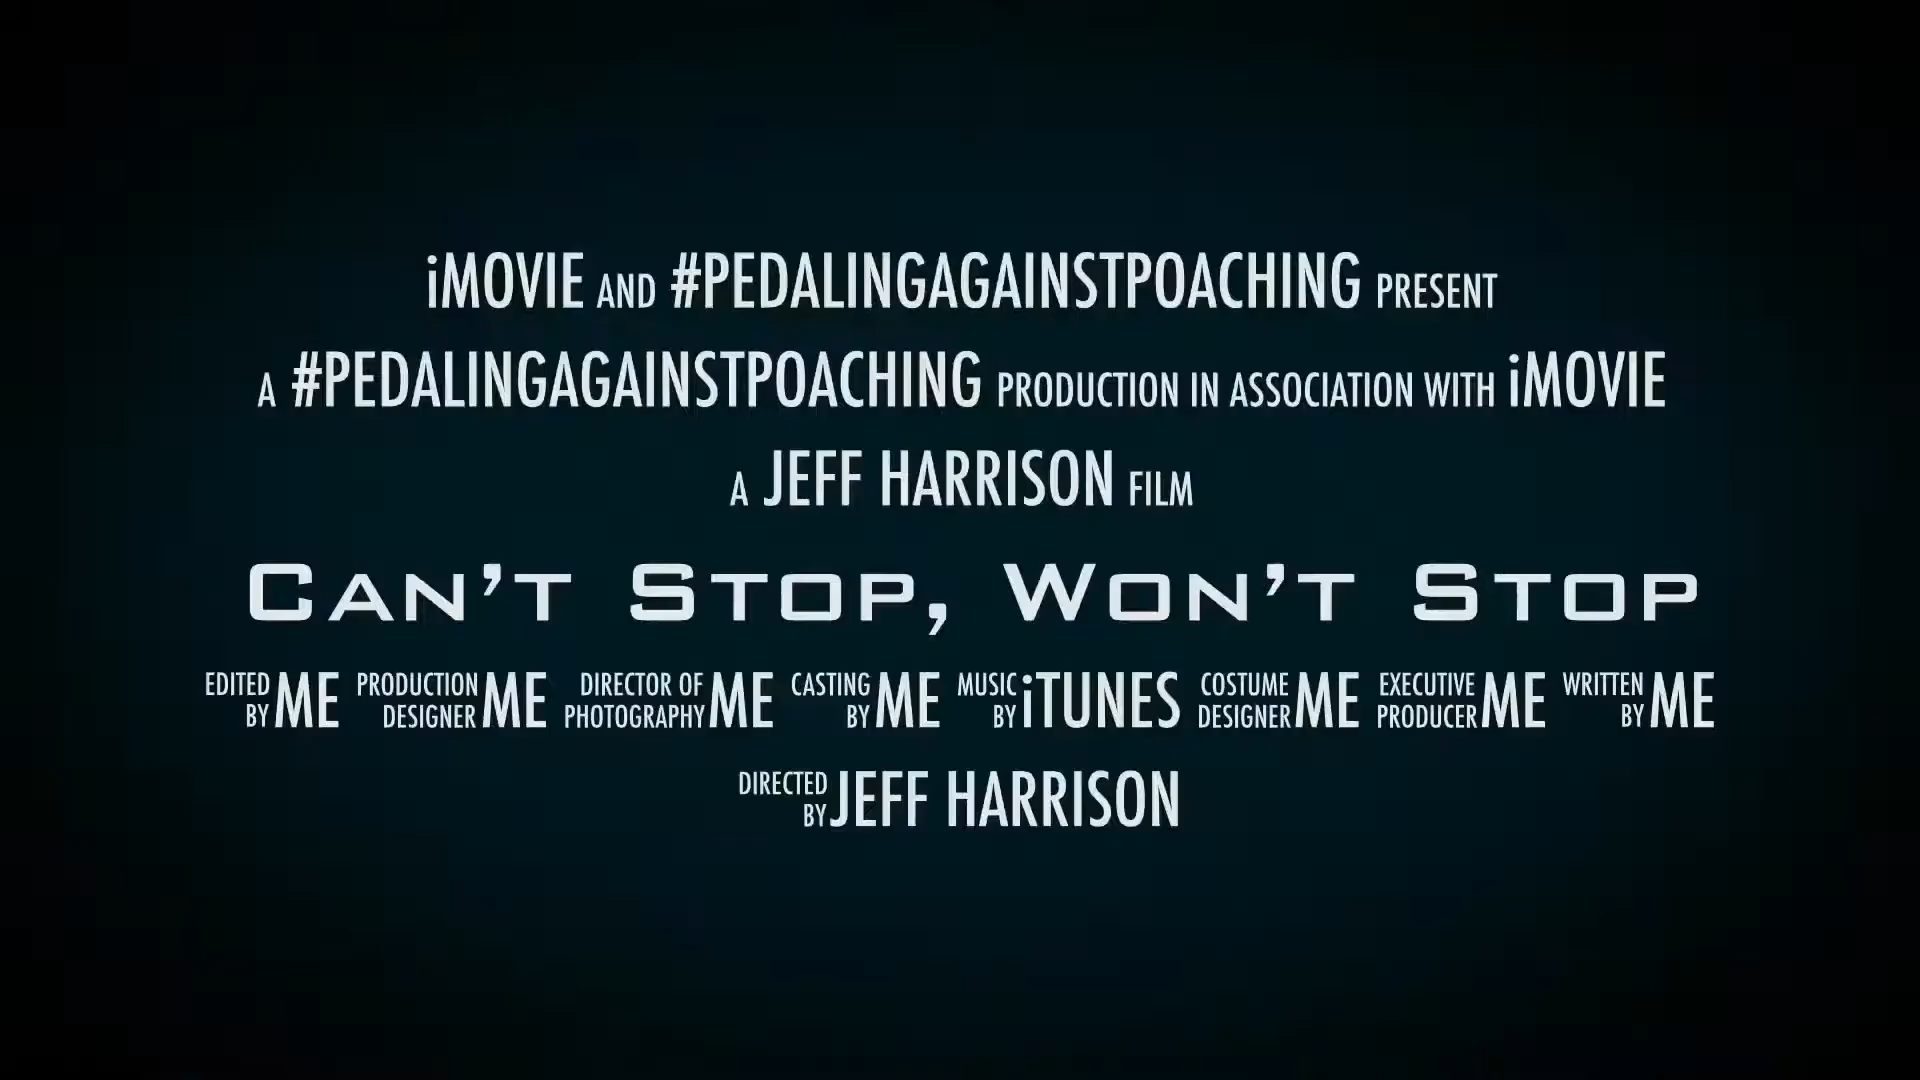 iMOVIE AND #PEDALINGAGAINSTPOACHING PRESENT
A #PEDALINGAGAINSTPOACHING PRODUCTION IN ASSOCIATION WITH iMOVIE
A JEFF HARRISON FILM
CAN'T STOP, WON'T STOP
EDITED BY ME PRODUCTION DESIGNER ME DIRECTOR OF PHOTOGRAPHY ME CASTING BY ME MUSIC BY iTUNES COSTUME DESIGNER ME EXECUTIVE PRODUCER ME WRITTEN BY ME
DIRECTED BY JEFF HARRISON